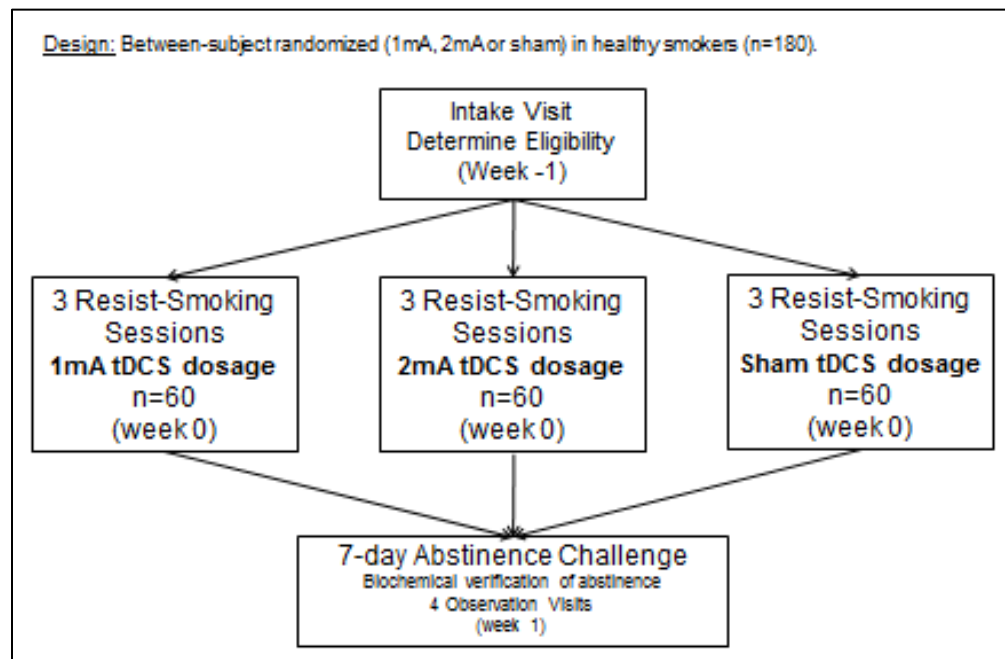 Design: Between-subject randomized (1mA, 2mA or sham) in healthy smokers (n=180).
Intake Visit
Determine Eligibility
(Week -1)
3 Resist-Smoking
Sessions
1mA tDCS dosage
n=60
(week 0)
3 Resist-Smoking
Sessions
2mA tDCS dosage
n=60
(week 0)
3 Resist-Smoking
Sessions
Sham tDCS dosage
n=60
(week 0)
7-day Abstinence Challenge
Biochemical verification of abstinence
4 Observation Visits
(week 1)